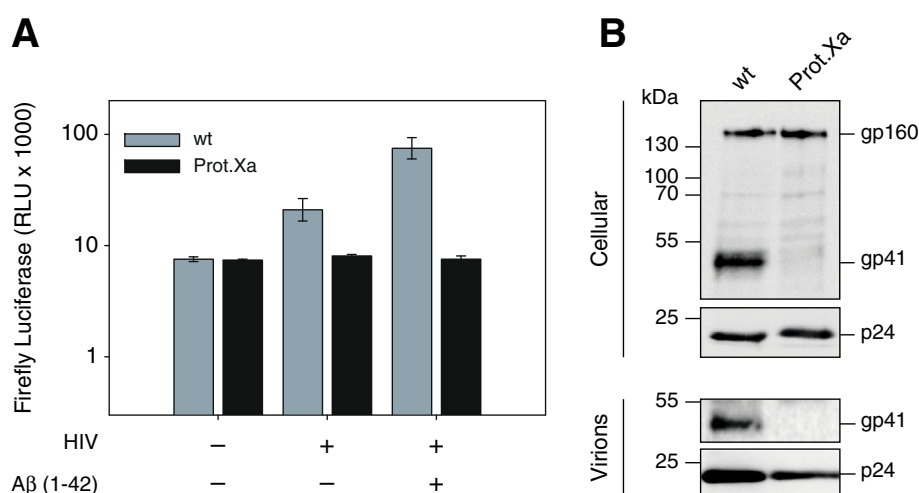 A
Firefly Luciferase (RLU x 1000)
100
10
1
wt
Prot.Xa
HIV − + +
Aβ (1-42) − − +
B
wt
Prot.Xa
kDa
Cellular
130
100
70
55
gp160
gp41
25
p24
Virions
55
gp41
25
p24